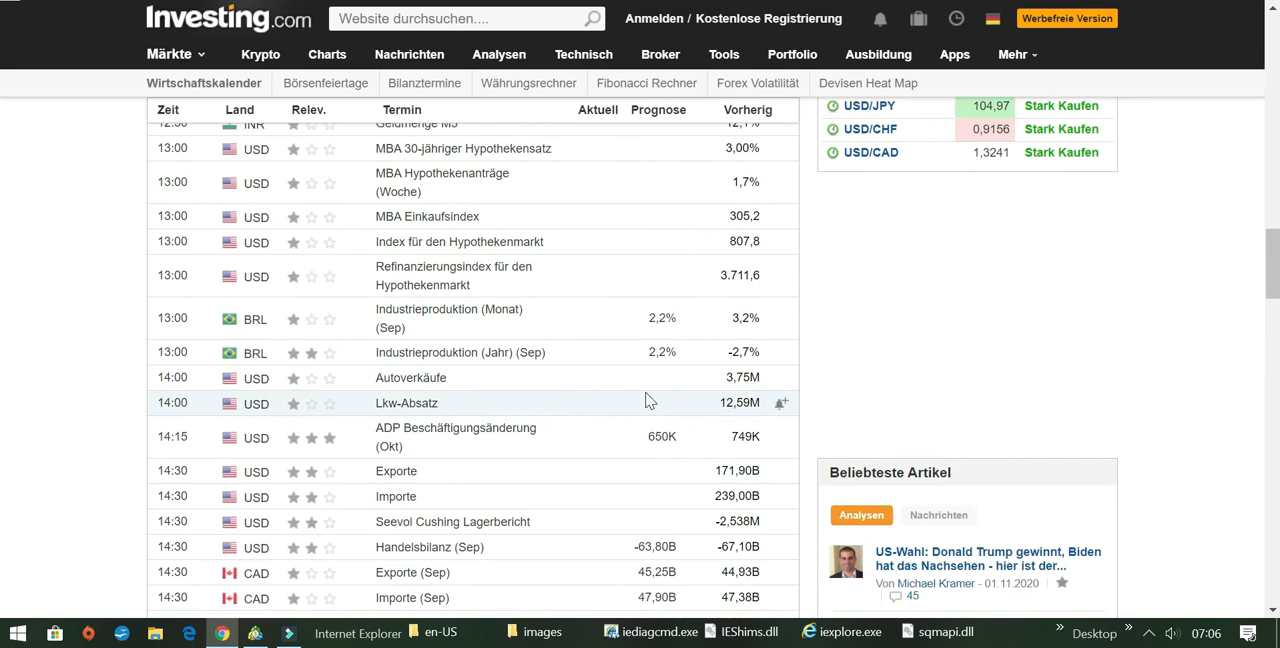 Investing.com
Website durchsuchen....
Anmelden / Kostenlose Registrierung
Werbefreie Version
Märkte Krypto Charts Nachrichten Analysen Technisch Broker Tools Portfolio Ausbildung Apps Mehr
Wirtschaftskalender Börsenfeiertage Bilanztermine Währungsrechner Fibonacci Rechner Forex Volatilität Devisen Heat Map
Zeit Land Relev. Termin Aktuell Prognose Vorherig
12:30 INR Geldmenge M3 12,1%
13:00 USD MBA 30-jähriger Hypothekensatz 3,00%
13:00 USD MBA Hypothekenanträge (Woche) 1,7%
13:00 USD MBA Einkaufsindex 305,2
13:00 USD Index für den Hypothekenmarkt 807,8
13:00 USD Refinanzierungsindex für den Hypothekenmarkt 3.711,6
13:00 BRL Industrieproduktion (Monat) (Sep) 2,2% 3,2%
13:00 BRL Industrieproduktion (Jahr) (Sep) 2,2% -2,7%
14:00 USD Autoverkäufe 3,75M
14:00 USD Lkw-Absatz 12,59M
14:15 USD ADP Beschäftigungsänderung (Okt) 650K 749K
14:30 USD Exporte 171,90B
14:30 USD Importe 239,00B
14:30 USD Seevol Cushing Lagerbericht -2,538M
14:30 USD Handelsbilanz (Sep) -63,80B -67,10B
14:30 CAD Exporte (Sep) 45,25B 44,93B
14:30 CAD Importe (Sep) 47,90B 47,38B
USD/JPY 104,97 Stark Kaufen
USD/CHF 0,9156 Stark Kaufen
USD/CAD 1,3241 Stark Kaufen
Beliebteste Artikel
Analysen Nachrichten
US-Wahl: Donald Trump gewinnt, Biden
hat das Nachsehen - hier ist der...
Von Michael Kramer - 01.11.2020
45
Internet Explorer en-US images iediagcmd.exe IEShims.dll iexplore.exe sqmapi.dll Desktop 07:06